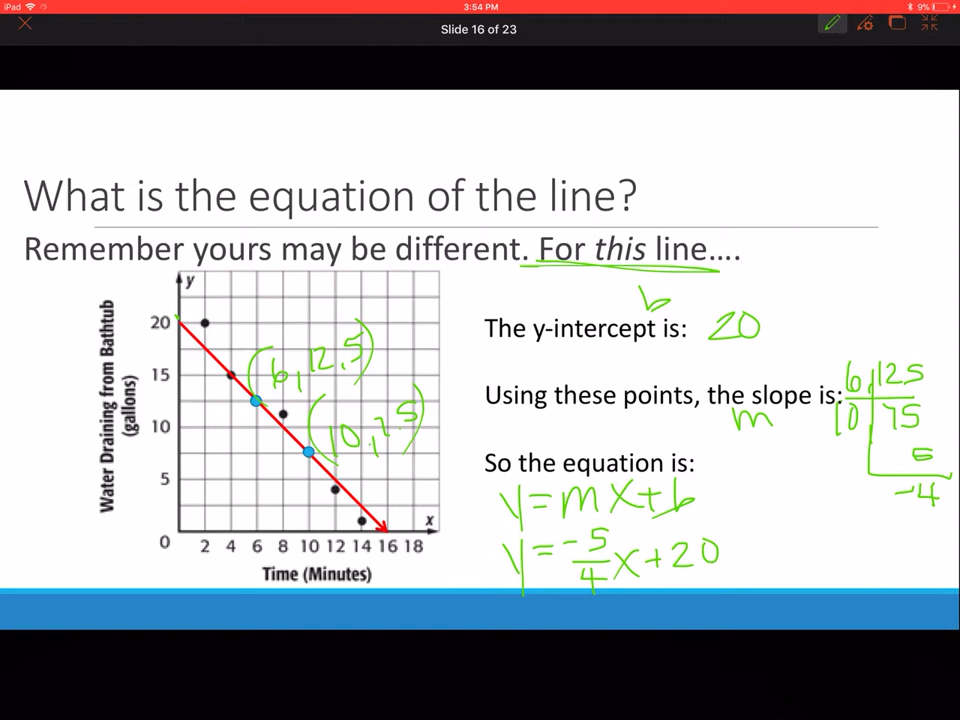 iPad 3:54 PM 9%
Slide 16 of 23
What is the equation of the line?
Remember yours may be different. For this line….
y
20
15
10
5
0
x
2 4 6 8 10 12 14 16 18
Water Draining from Bathtub
(gallons)
Time (Minutes)
(6, 12.5)
(10, 7.5)
b
The y-intercept is: 20
Using these points, the slope is:
m
6, 12.5
10, 75
5
-4
So the equation is:
y = mx + b
y = -5/4 x + 20